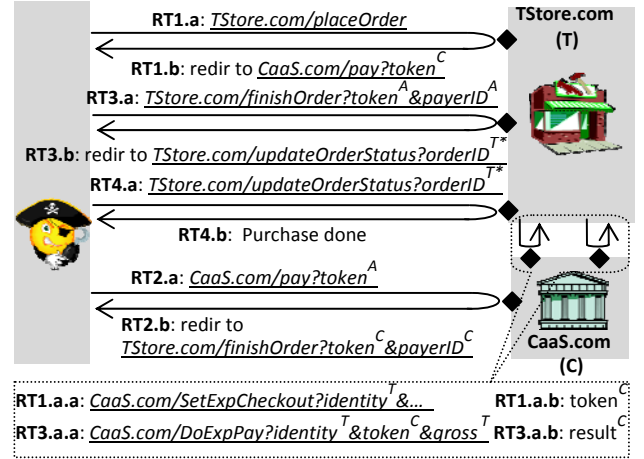 RT1.a: TStore.com/placeOrder
TStore.com
(T)
RT1.b: redir to CaaS.com/pay?token^C
RT3.a: TStore.com/finishOrder?token^A&payerID^A
RT3.b: redir to TStore.com/updateOrderStatus?orderID^T*
RT4.a: TStore.com/updateOrderStatus?orderID^T*
RT4.b: Purchase done
RT2.a: CaaS.com/pay?token^A
RT2.b: redir to
TStore.com/finishOrder?token^C&payerID^C
CaaS.com
(C)
RT1.a.a: CaaS.com/SetExpCheckout?identity^T&… RT1.a.b: token^C
RT3.a.a: CaaS.com/DoExpPay?identity^T&token^C&gross^T RT3.a.b: result^C